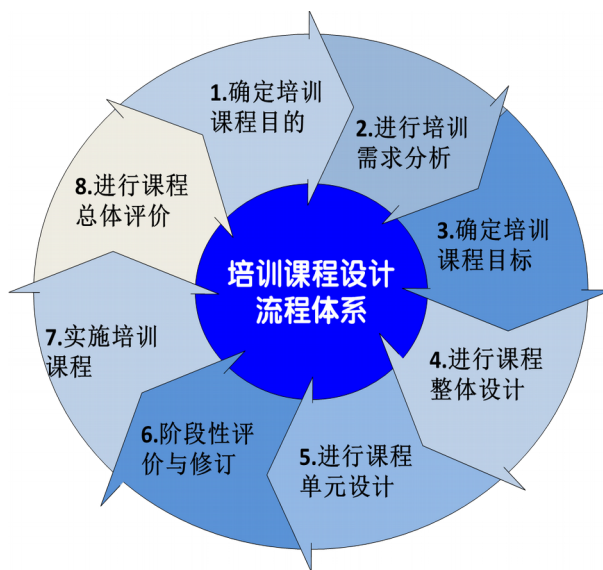 1.确定培训
课程目的
2.进行培训
需求分析
3.确定培训
课程目标
4.进行课程
整体设计
5.进行课程
单元设计
6.阶段性评
价与修订
7.实施培训
课程
8.进行课程
总体评价
培训课程设计
流程体系